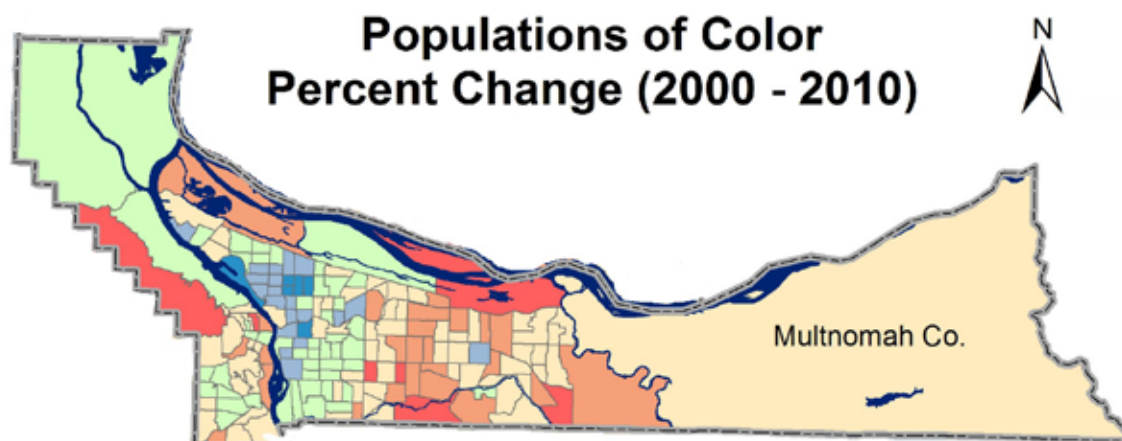 Populations of Color
Percent Change (2000 - 2010)
N
Multnomah Co.